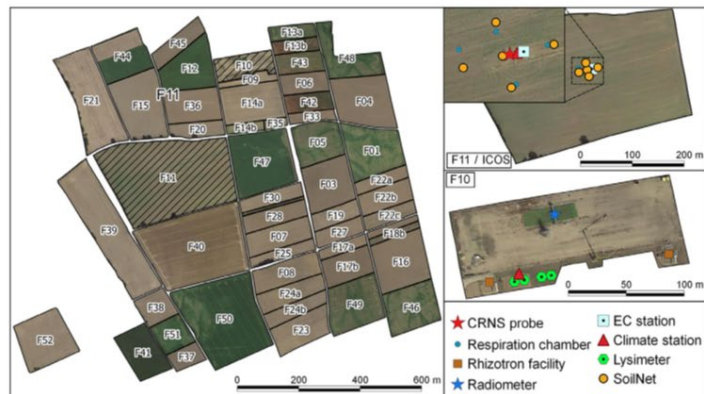 F13a
F45
F13b
F44
F48
F12
F10
F43
F09
F21
F11
F06
F15
F36
F14a
F42
F04
F33
F20
F14b
F35
F05
F47
F01
F11
F03
F22a
F30
F22b
F39
F28
F19
F22c
F40
F07
F27
F18b
F25
F17a
F08
F17b
F16
F38
F24a
F50
F24b
F49
F46
F52
F51
F23
F41
F37
0 200 400 600 m
F11 / ICOS
0 100 200 m
F10
0 50 100 m
CRNS probe
EC station
Respiration chamber
Climate station
Rhizotron facility
Lysimeter
Radiometer
SoilNet